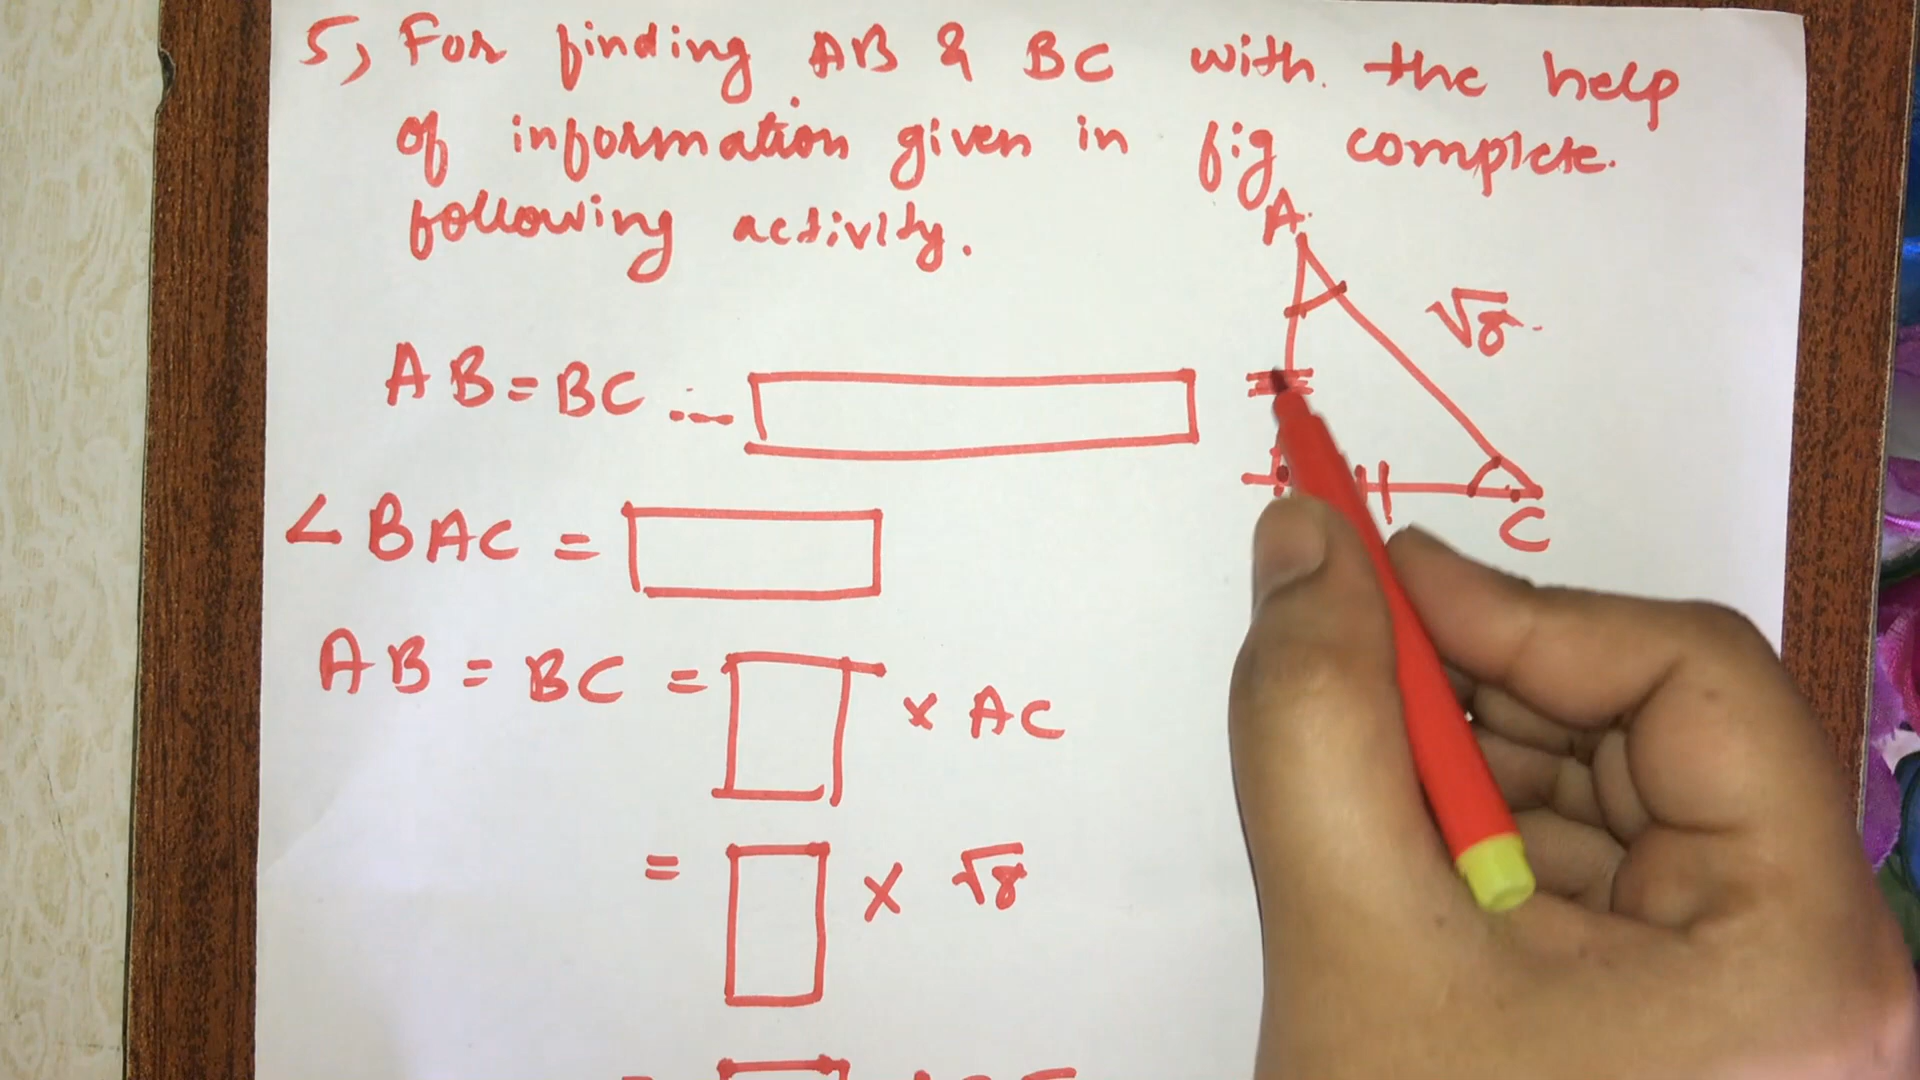 5, For finding AB & BC with the help
of information given in fig complete.
following activity.
A
√8
AB = BC
C
∠BAC =
AB = BC = × AC
= × √8